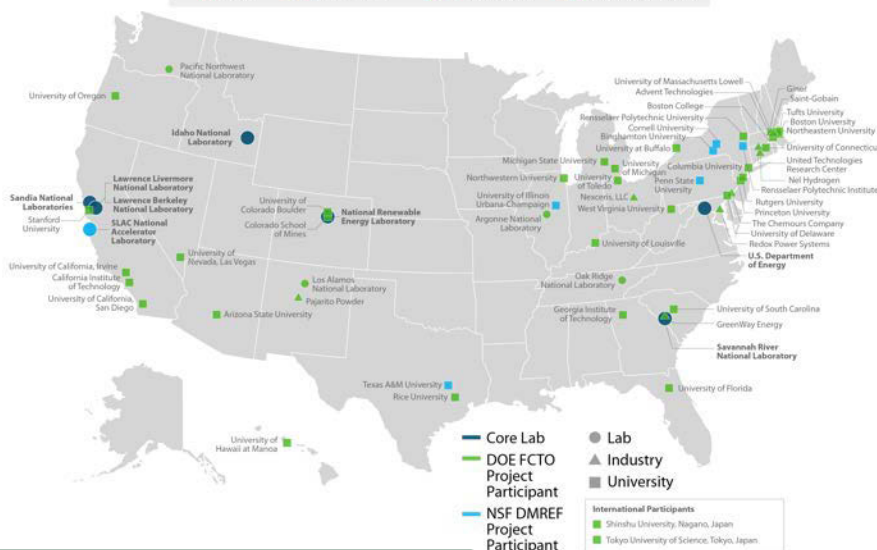 Pacific Northwest
National Laboratory
University of Oregon
Idaho National
Laboratory
Lawrence Livermore
National Laboratory
Sandia National
Laboratories
Lawrence Berkeley
National Laboratory
Stanford
University
SLAC National
Accelerator
Laboratory
University of
Colorado Boulder
Colorado School
of Mines
National Renewable
Energy Laboratory
University of
Nevada, Las Vegas
University of California, Irvine
California Institute
of Technology
University of California,
San Diego
Los Alamos
National Laboratory
Pajarito Powder
Arizona State University
Texas A&M University
Rice University
University of
Hawaii at Manoa
University of Massachusetts Lowell
Advent Technologies
Boston College
Rensselaer Polytechnic University
Cornell University
Binghamton University
University at Buffalo
Michigan State University
University of
Michigan
Northwestern University
University of
Toledo
Columbia University
Penn State
University
University of Illinois
Urbana-Champaign
Nexceris, LLC
Argonne National
Laboratory
West Virginia University
University of Louisville
Oak Ridge
National Laboratory
Georgia Institute
of Technology
Giner
Saint-Gobain
Tufts University
Boston University
Northeastern University
University of Connecticut
United Technologies
Research Center
Nel Hydrogen
Rensselaer Polytechnic Institute
Rutgers University
Princeton University
The Chemours Company
University of Delaware
Redox Power Systems
U.S. Department
of Energy
University of South Carolina
GreenWay Energy
Savannah River
National Laboratory
University of Florida
Core Lab
DOE FCTO
Project
Participant
NSF DMREF
Project
Participant
Lab
Industry
University
International Participants
Shinshu University, Nagano, Japan
Tokyo University of Science, Tokyo, Japan